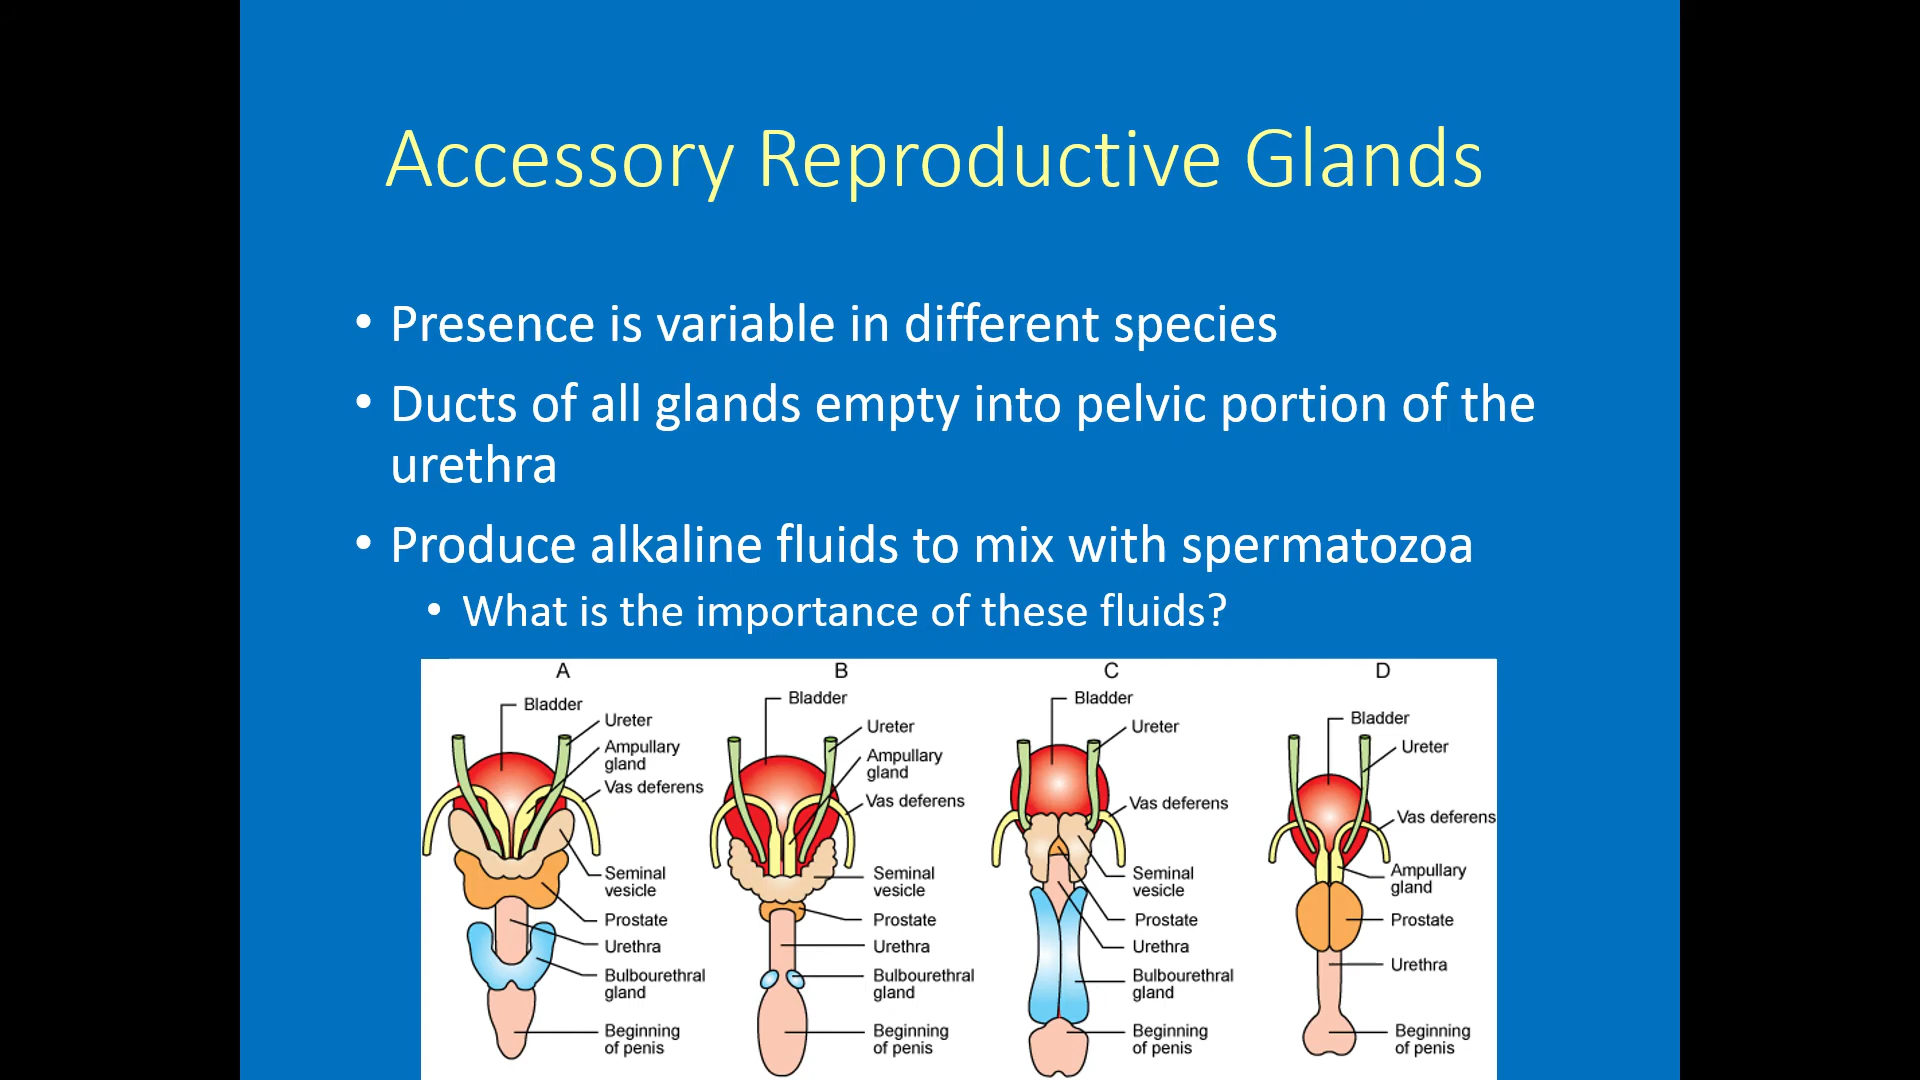 Accessory Reproductive Glands
• Presence is variable in different species
• Ducts of all glands empty into pelvic portion of the
urethra
• Produce alkaline fluids to mix with spermatozoa
• What is the importance of these fluids?
A
Bladder
Ureter
Ampullary
gland
Vas deferens
Seminal
vesicle
Prostate
Urethra
Bulbourethral
gland
Beginning
of penis
B
Bladder
Ureter
Ampullary
gland
Vas deferens
Seminal
vesicle
Prostate
Urethra
Bulbourethral
gland
Beginning
of penis
C
Bladder
Ureter
Vas deferens
Seminal
vesicle
Prostate
Urethra
Bulbourethral
gland
Beginning
of penis
D
Bladder
Ureter
Vas deferens
Ampullary
gland
Prostate
Urethra
Beginning
of penis